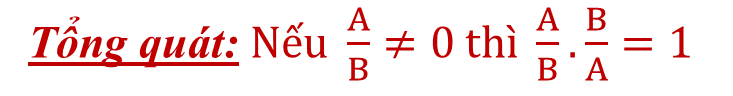 Tổng quát: Nếu A/B ≠ 0 thì A/B . B/A = 1